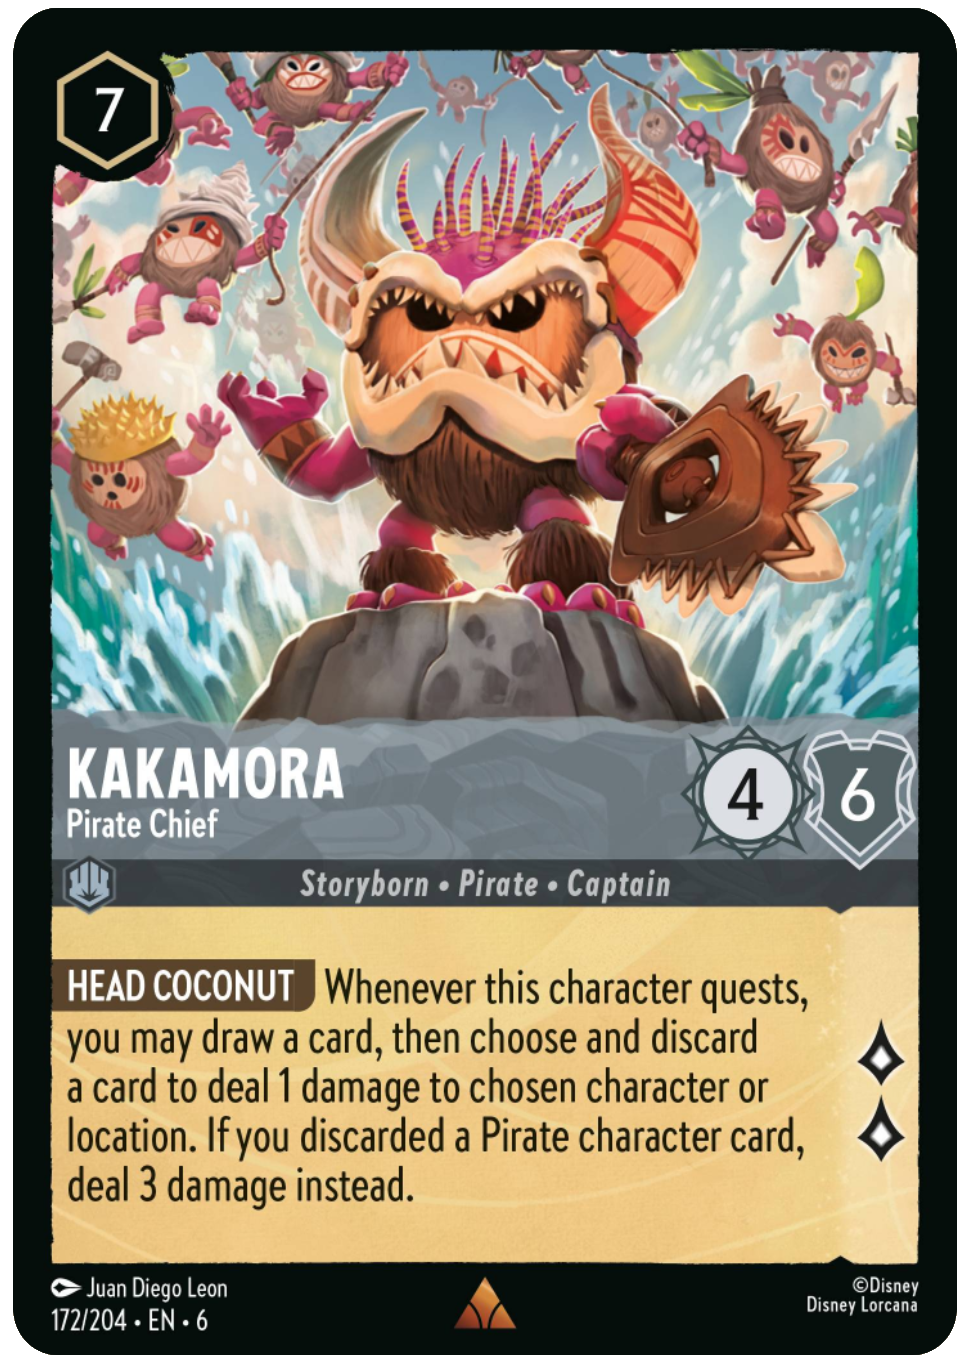 7
KAKAMORA
Pirate Chief
4
6
Storyborn • Pirate • Captain
HEAD COCONUT Whenever this character quests,
you may draw a card, then choose and discard
a card to deal 1 damage to chosen character or
location. If you discarded a Pirate character card,
deal 3 damage instead.
Juan Diego Leon
172/204 • EN • 6
©Disney
Disney Lorcana